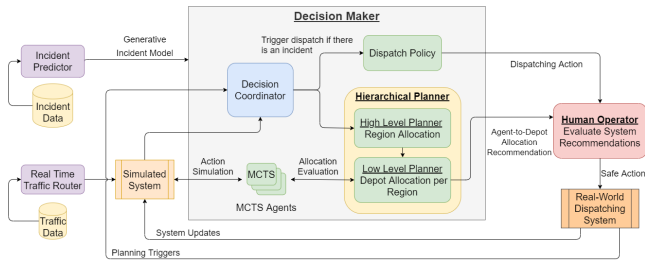 Decision Maker
Generative
Incident Model
Incident
Predictor
Incident
Data
Trigger dispatch if there
is an incident
Dispatch Policy
Dispatching Action
Decision
Coordinator
Hierarchical Planner
High Level Planner
Region Allocation
Human Operator
Evaluate System
Recommendations
Agent-to-Depot
Allocation
Recommendation
Real Time
Traffic Router
Traffic
Data
Simulated
System
Action
Simulation
MCTS
MCTS Agents
Allocation
Evaluation
Low Level Planner
Depot Allocation per
Region
Safe Action
Real-World
Dispatching
System
System Updates
Planning Triggers